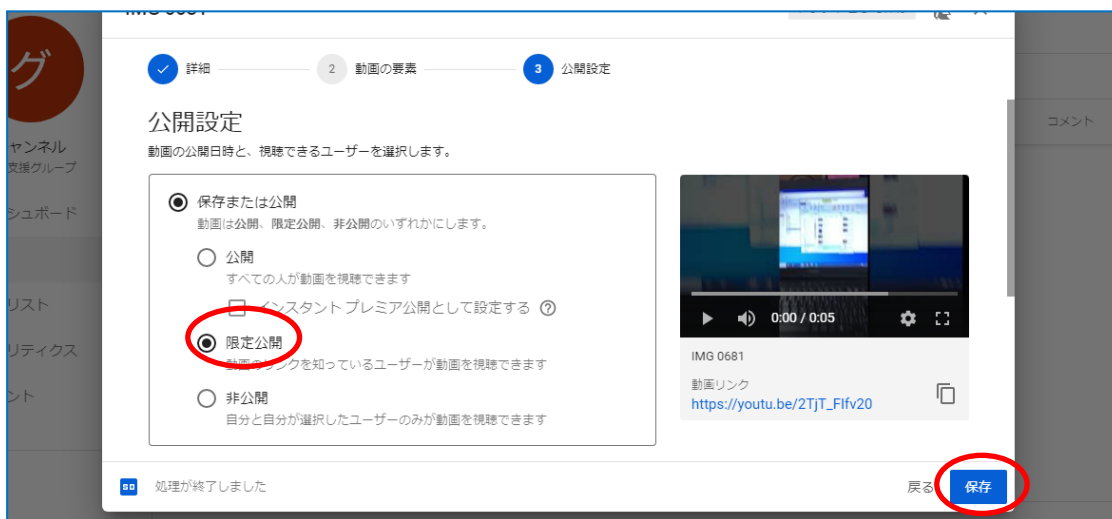 IMG 0681
グ
詳細
2 動画の要素
3 公開設定
公開設定
動画の公開日時と、視聴できるユーザーを選択します。
コメント
ャンネル
支援グループ
シュボード
リスト
リティクス
ント
保存または公開
動画は公開、限定公開、非公開のいずれかにします。
公開
すべての人が動画を視聴できます
インスタント プレミア公開として設定する
限定公開
動画のリンクを知っているユーザーが動画を視聴できます
非公開
自分と自分が選択したユーザーのみが動画を視聴できます
0:00 / 0:05
IMG 0681
動画リンク
https://youtu.be/2TjT_FIfv20
SD 処理が終了しました
戻る
保存